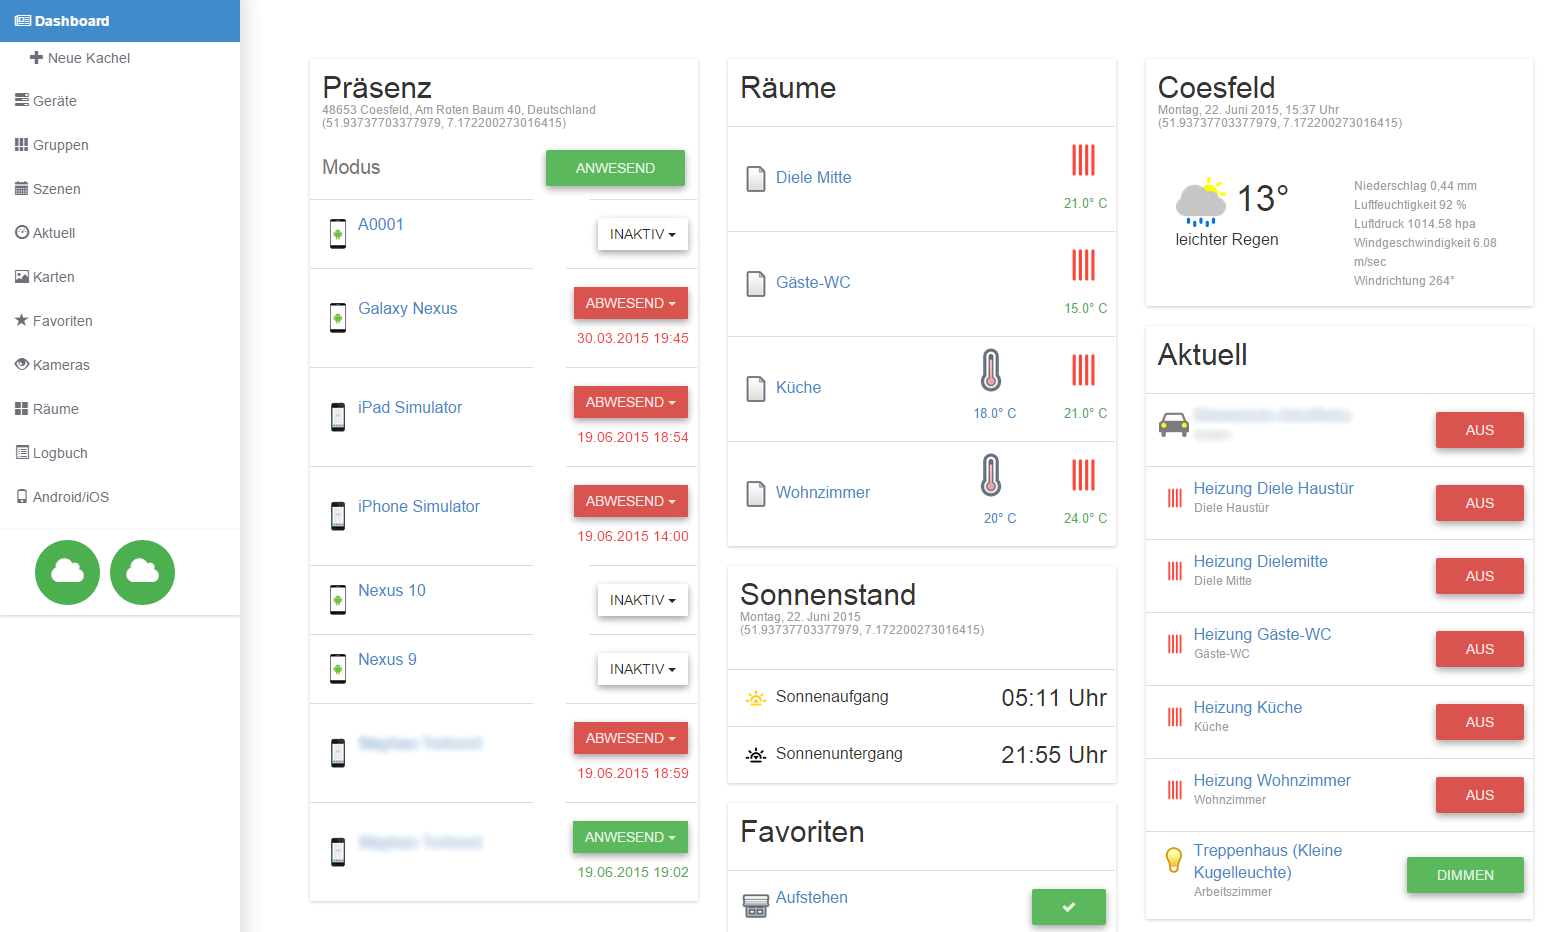 Dashboard
Neue Kachel
Geräte
Gruppen
Szenen
Aktuell
Karten
Favoriten
Kameras
Räume
Logbuch
Android/iOS
Präsenz
48653 Coesfeld, Am Roten Baum 40, Deutschland
(51.93737703377979, 7.172200273016415)
Modus
ANWESEND
A0001
INAKTIV
Galaxy Nexus
ABWESEND
30.03.2015 19:45
iPad Simulator
ABWESEND
19.06.2015 18:54
iPhone Simulator
ABWESEND
19.06.2015 14:00
Nexus 10
INAKTIV
Nexus 9
INAKTIV
ABWESEND
19.06.2015 18:59
ANWESEND
19.06.2015 19:02
Räume
Diele Mitte
21.0° C
Gäste-WC
15.0° C
Küche
18.0° C
21.0° C
Wohnzimmer
20° C
24.0° C
Sonnenstand
Montag, 22. Juni 2015
(51.93737703377979, 7.172200273016415)
Sonnenaufgang
05:11 Uhr
Sonnenuntergang
21:55 Uhr
Favoriten
Aufstehen
Coesfeld
Montag, 22. Juni 2015, 15:37 Uhr
(51.93737703377979, 7.172200273016415)
13°
leichter Regen
Niederschlag 0,44 mm
Luftfeuchtigkeit 92 %
Luftdruck 1014.58 hpa
Windgeschwindigkeit 6.08
m/sec
Windrichtung 264°
Aktuell
AUS
Heizung Diele Haustür
Diele Haustür
AUS
Heizung Dielemitte
Diele Mitte
AUS
Heizung Gäste-WC
Gäste-WC
AUS
Heizung Küche
Küche
AUS
Heizung Wohnzimmer
Wohnzimmer
AUS
Treppenhaus (Kleine
Kugelleuchte)
Arbeitszimmer
DIMMEN